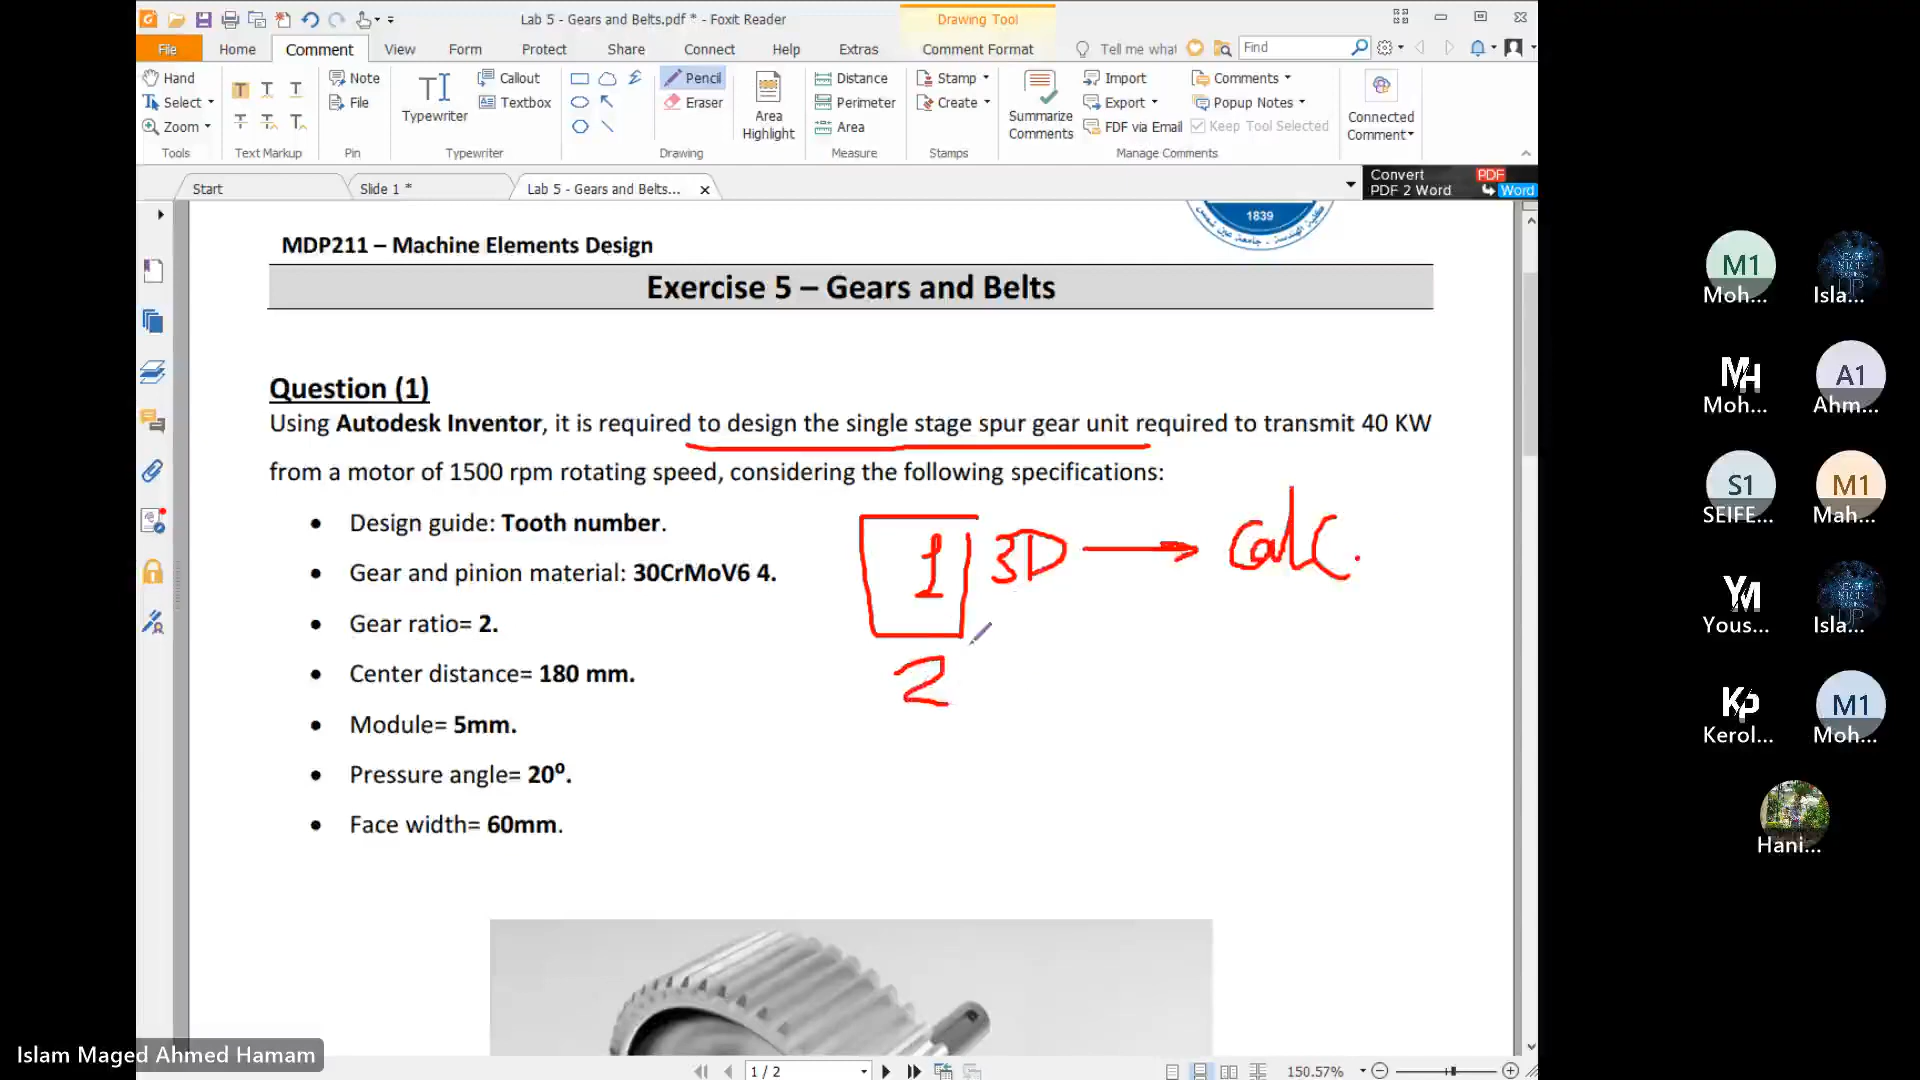 Lab 5 - Gears and Belts.pdf * - Foxit Reader
Drawing Tool
File
Home
Comment
View
Form
Protect
Share
Connect
Help
Extras
Comment Format
Tell me what
Find
Hand
Select
Zoom
Tools
Text Markup
Note
File
Pin
Typewriter
Callout
Textbox
Typewriter
Pencil
Eraser
Area
Highlight
Drawing
Distance
Perimeter
Area
Measure
Stamp
Create
Stamps
Summarize
Comments
Import
Export
FDF via Email
Comments
Popup Notes
Keep Tool Selected
Manage Comments
Connected
Comment
Start
Slide 1 *
Lab 5 - Gears and Belts...
Convert PDF
PDF 2 Word Word
1839
كلية الهندسة - جامعة عين شمس
MDP211 – Machine Elements Design
Exercise 5 – Gears and Belts
Question (1)
Using Autodesk Inventor, it is required to design the single stage spur gear unit required to transmit 40 KW
from a motor of 1500 rpm rotating speed, considering the following specifications:
• Design guide: Tooth number.
• Gear and pinion material: 30CrMoV6 4.
• Gear ratio= 2.
• Center distance= 180 mm.
• Module= 5mm.
• Pressure angle= 20⁰.
• Face width= 60mm.
1 3D → Calc.
2
M1
Moh...
Isla...
MH
Moh...
A1
Ahm...
S1
SEIFE...
M1
Mah...
YM
Yous...
Isla...
KP
Kerol...
M1
Moh...
Hani...
Islam Maged Ahmed Hamam
1 / 2
150.57%